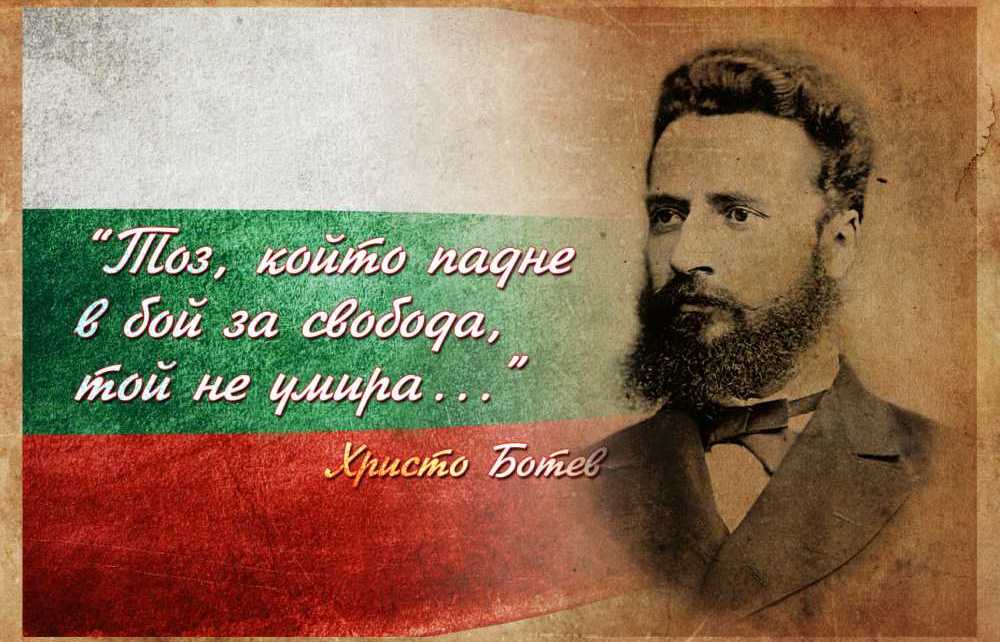 “Тоз, който падне
в бой за свобода,
той не умира...”
Христо Ботев